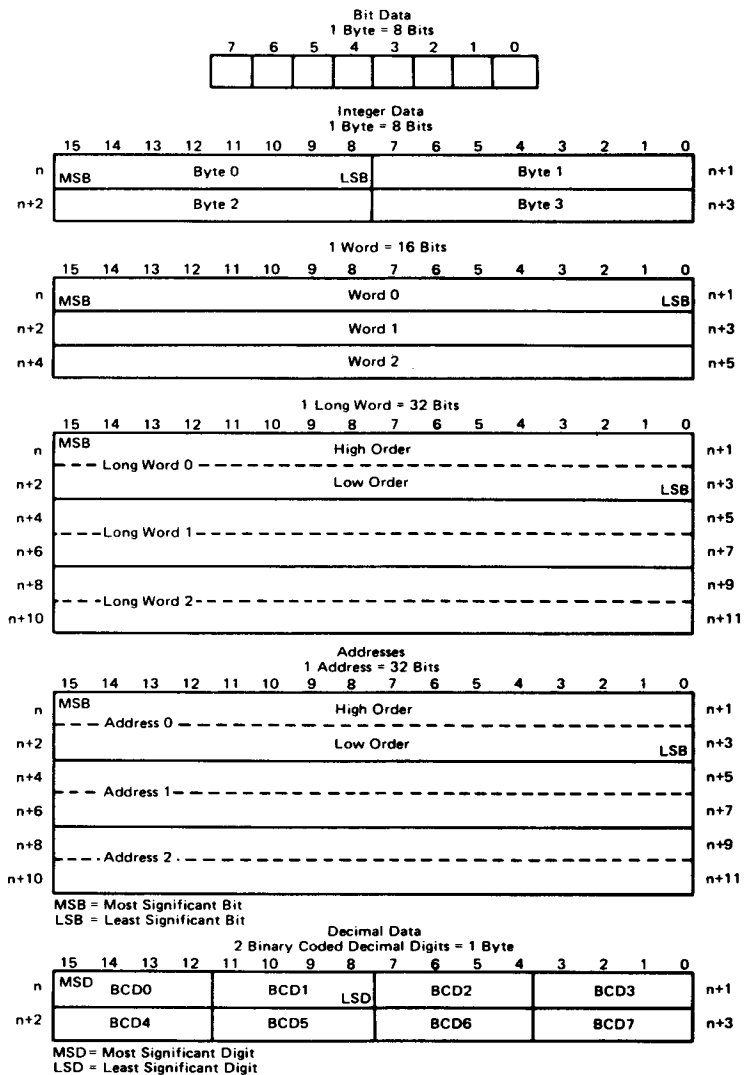 Bit Data
1 Byte = 8 Bits
7 6 5 4 3 2 1 0
Integer Data
1 Byte = 8 Bits
15 14 13 12 11 10 9 8 7 6 5 4 3 2 1 0
n MSB Byte 0 LSB Byte 1 n+1
n+2 Byte 2 Byte 3 n+3
1 Word = 16 Bits
15 14 13 12 11 10 9 8 7 6 5 4 3 2 1 0
n MSB Word 0 LSB n+1
n+2 Word 1 n+3
n+4 Word 2 n+5
1 Long Word = 32 Bits
15 14 13 12 11 10 9 8 7 6 5 4 3 2 1 0
n MSB High Order n+1
Long Word 0
n+2 Low Order LSB n+3
n+4 n+5
Long Word 1
n+6 n+7
n+8 n+9
Long Word 2
n+10 n+11
Addresses
1 Address = 32 Bits
15 14 13 12 11 10 9 8 7 6 5 4 3 2 1 0
n MSB High Order n+1
Address 0
n+2 Low Order LSB n+3
n+4 n+5
Address 1
n+6 n+7
n+8 n+9
Address 2
n+10 n+11
MSB = Most Significant Bit
LSB = Least Significant Bit
Decimal Data
2 Binary Coded Decimal Digits = 1 Byte
15 14 13 12 11 10 9 8 7 6 5 4 3 2 1 0
n MSD BCD0 BCD1 LSD BCD2 BCD3 n+1
n+2 BCD4 BCD5 BCD6 BCD7 n+3
MSD = Most Significant Digit
LSD = Least Significant Digit